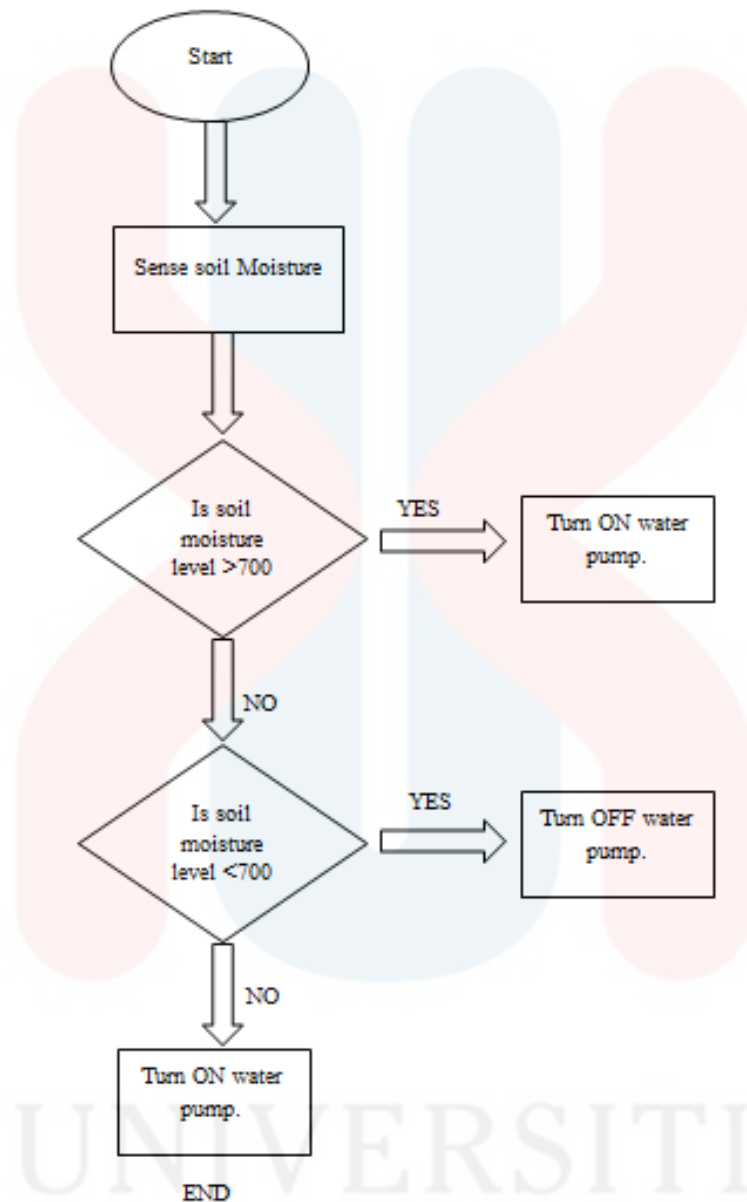 Start
Sense soil Moisture
Is soil
moisture
level >700
YES
Turn ON water
pump.
NO
Is soil
moisture
level <700
YES
Turn OFF water
pump.
NO
Turn ON water
pump.
UNIVERSITI
END